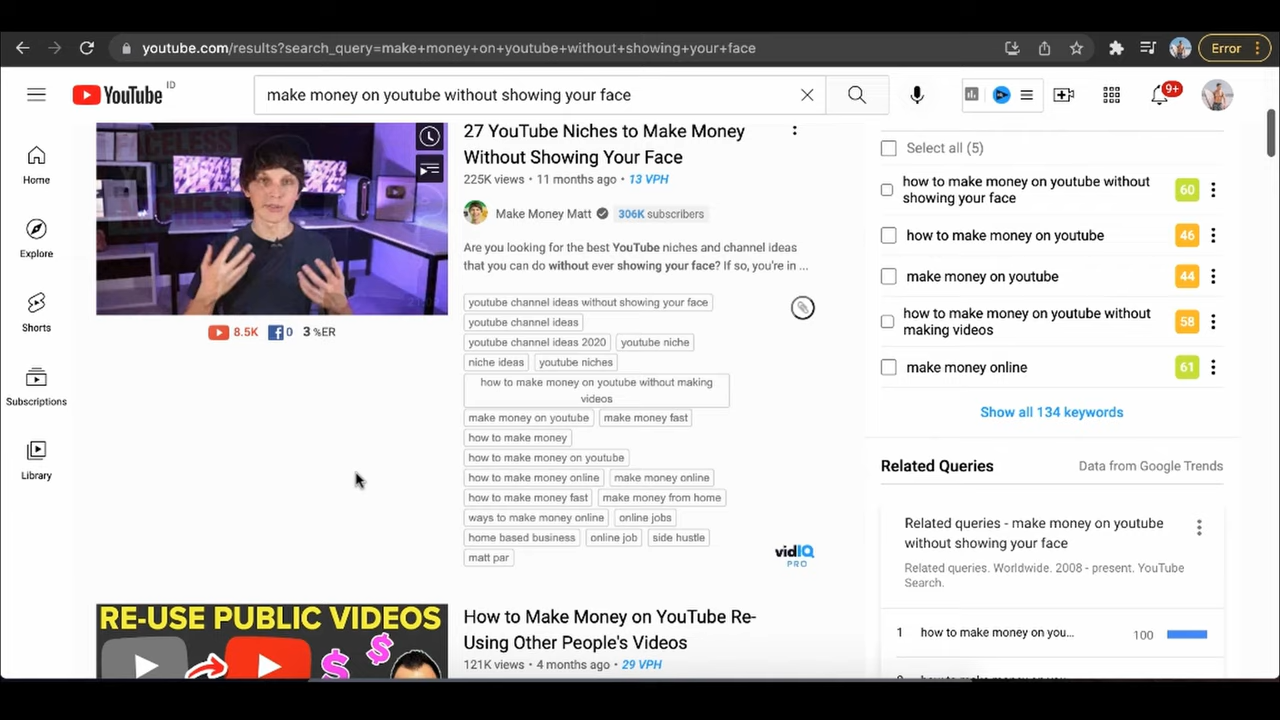 youtube.com/results?search_query=make+money+on+youtube+without+showing+your+face
Error
YouTube ID
make money on youtube without showing your face
9+
Home
Explore
Shorts
Subscriptions
Library
FACELESS
NICHES
8.5K 0 3 %ER
27 YouTube Niches to Make Money
Without Showing Your Face
225K views • 11 months ago • 13 VPH
Make Money Matt 306K subscribers
Are you looking for the best YouTube niches and channel ideas
that you can do without ever showing your face? If so, you're in ...
youtube channel ideas without showing your face
youtube channel ideas
youtube channel ideas 2020 youtube niche
niche ideas youtube niches
how to make money on youtube without making
videos
make money on youtube make money fast
how to make money
how to make money on youtube
how to make money online make money online
how to make money fast make money from home
ways to make money online online jobs
home based business online job side hustle
matt par
vidIQ
PRO
RE-USE PUBLIC VIDEOS
$ $
How to Make Money on YouTube Re-
Using Other People's Videos
121K views • 4 months ago • 29 VPH
Select all (5)
how to make money on youtube without
showing your face 60
how to make money on youtube 46
make money on youtube 44
how to make money on youtube without
making videos 58
make money online 61
Show all 134 keywords
Related Queries Data from Google Trends
Related queries - make money on youtube
without showing your face
Related queries. Worldwide. 2008 - present. YouTube
Search.
1 how to make money on you... 100